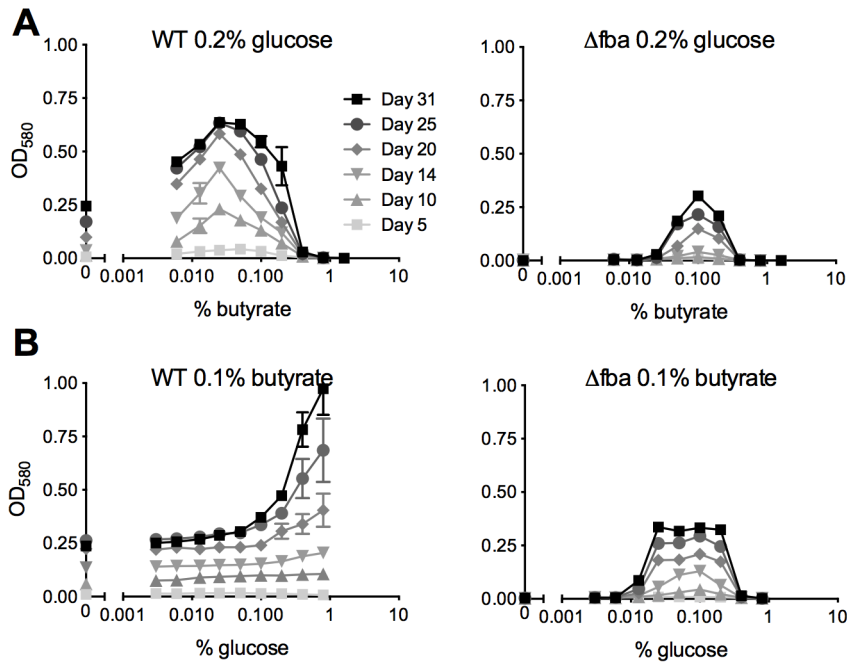 A
WT 0.2% glucose
Δfba 0.2% glucose
1.00
0.75
0.50
0.25
0.00
OD580
0
0.001
0.010
0.100
1
10
% butyrate
Day 31
Day 25
Day 20
Day 14
Day 10
Day 5
1.00
0.75
0.50
0.25
0.00
0
0.001
0.010
0.100
1
10
% butyrate
B
WT 0.1% butyrate
Δfba 0.1% butyrate
1.00
0.75
0.50
0.25
0.00
OD580
0
0.001
0.010
0.100
1
10
% glucose
1.00
0.75
0.50
0.25
0.00
0
0.001
0.010
0.100
1
10
% glucose